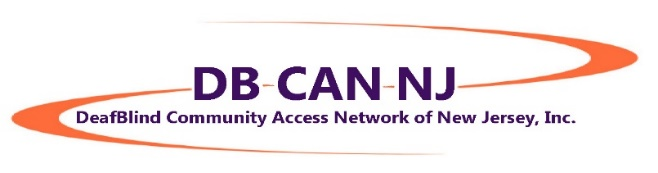 DB-CAN-NJ
DeafBlind Community Access Network of New Jersey, Inc.